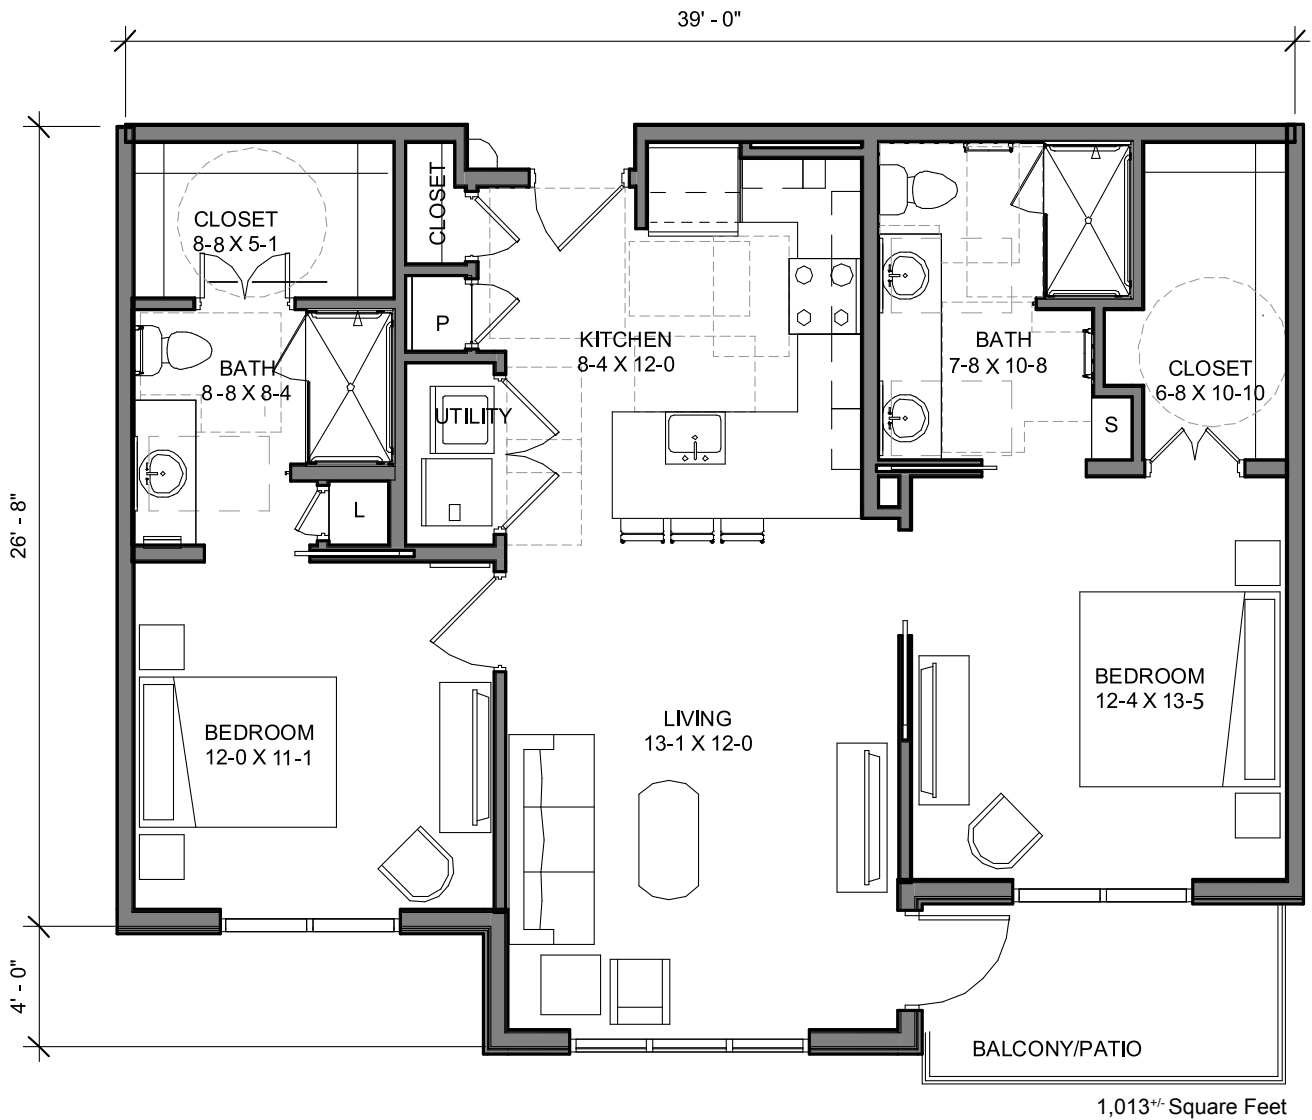 39' - 0"
CLOSET
8-8 X 5-1
CLOSET
P
KITCHEN
8-4 X 12-0
BATH
7-8 X 10-8
CLOSET
6-8 X 10-10
BATH
8-8 X 8-4
UTILITY
S
L
26' - 8"
BEDROOM
12-0 X 11-1
LIVING
13-1 X 12-0
BEDROOM
12-4 X 13-5
4' - 0"
BALCONY/PATIO
1,013+/- Square Feet